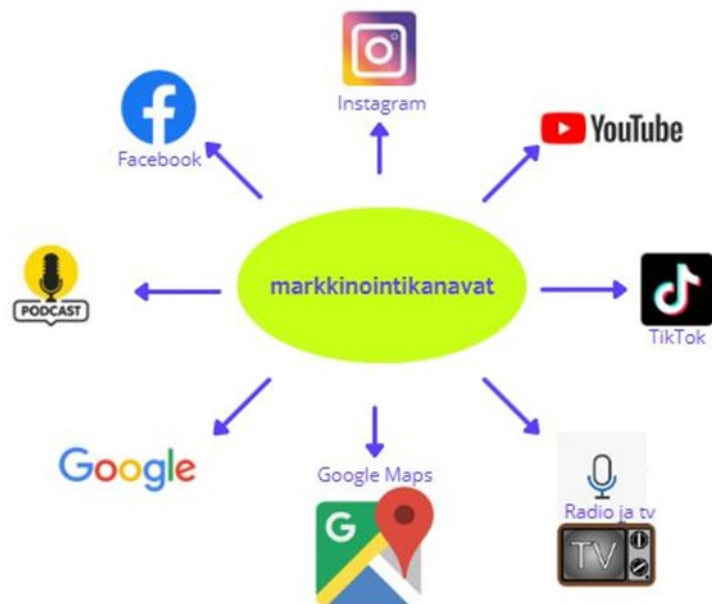 Instagram
Facebook
YouTube
PODCAST
markkinointikanavat
TikTok
Google
Google Maps
G
Radio ja tv
TV